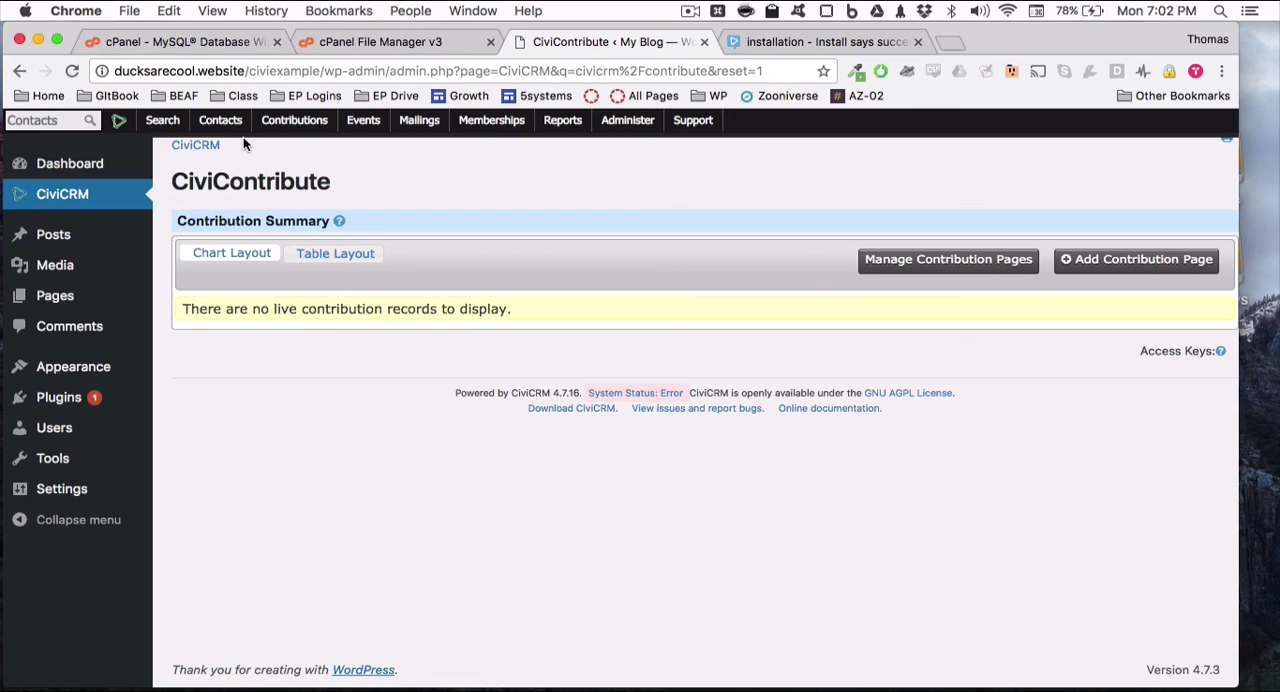 Chrome File Edit View History Bookmarks People Window Help 78% Mon 7:02 PM
cPanel - MySQL® Database Wi cPanel File Manager v3 CiviContribute ‹ My Blog — Wo installation - Install says succe Thomas
ducksarecool.website/civiexample/wp-admin/admin.php?page=CiviCRM&q=civicrm%2Fcontribute&reset=1
Home GItBook BEAF Class EP Logins EP Drive Growth 5systems All Pages WP Zooniverse AZ-02 Other Bookmarks
Contacts Search Contacts Contributions Events Mailings Memberships Reports Administer Support
CiviCRM
Dashboard
CiviCRM
Posts
Media
Pages
Comments
Appearance
Plugins 1
Users
Tools
Settings
Collapse menu
CiviContribute
Contribution Summary ?
Chart Layout Table Layout Manage Contribution Pages Add Contribution Page
There are no live contribution records to display.
Access Keys: ?
Powered by CiviCRM 4.7.16. System Status: Error CiviCRM is openly available under the GNU AGPL License.
Download CiviCRM. View issues and report bugs. Online documentation.
Thank you for creating with WordPress. Version 4.7.3